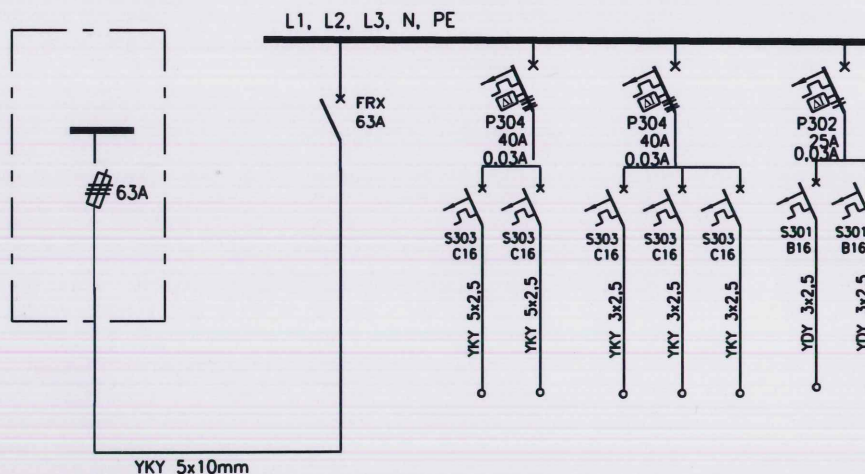 L1, L2, L3, N, PE
FRX
63A
63A
P304
40A
0,03A
P304
40A
0,03A
P302
25A
0,03A
S303
C16
S303
C16
S303
C16
S303
C16
S303
C16
S301
B16
S301
B16
YKY 5x2,5
YKY 5x2,5
YKY 3x2,5
YKY 3x2,5
YKY 3x2,5
YDY 3x2,5
YDY 3x2,5
YKY 5x10mm